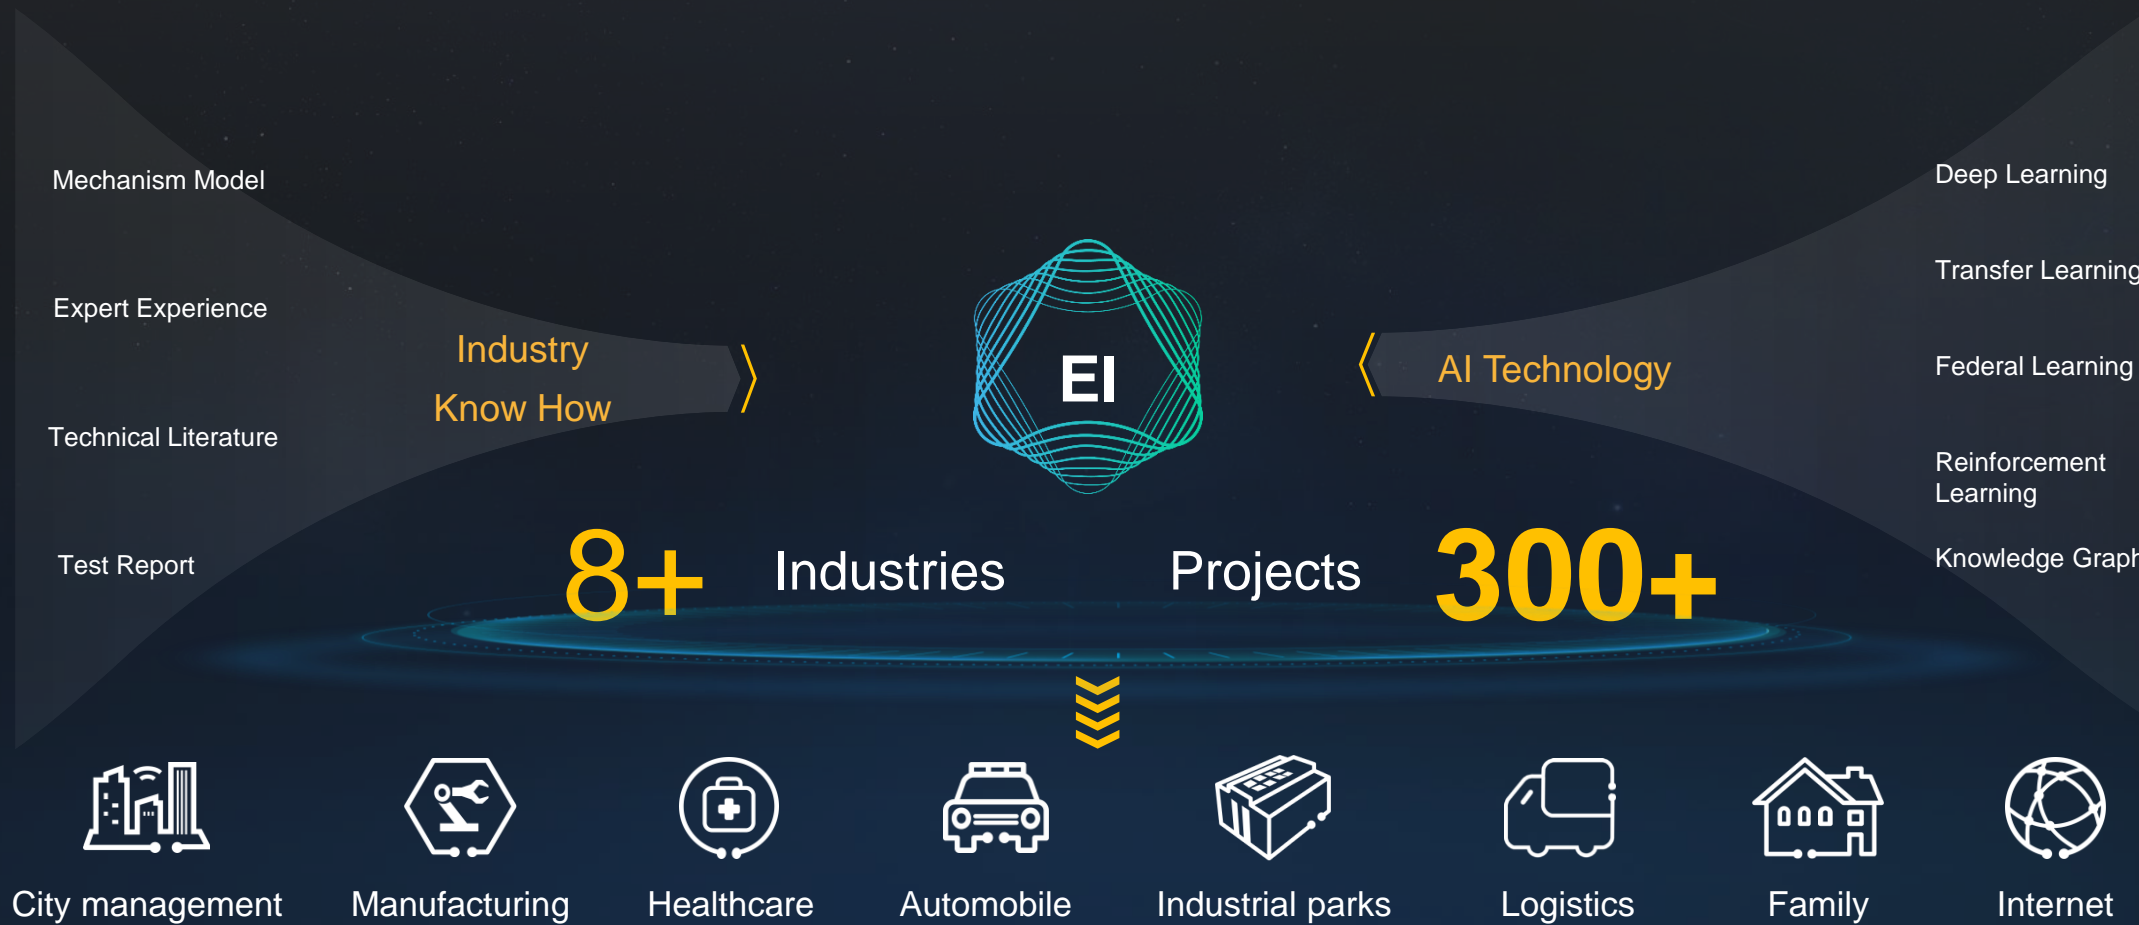 Mechanism Model
Expert Experience
Technical Literature
Test Report
Industry
Know How
EI
AI Technology
Deep Learning
Transfer Learning
Federal Learning
Reinforcement
Learning
Knowledge Graph
8+ Industries
Projects 300+
City management
Manufacturing
Healthcare
Automobile
Industrial parks
Logistics
Family
Internet